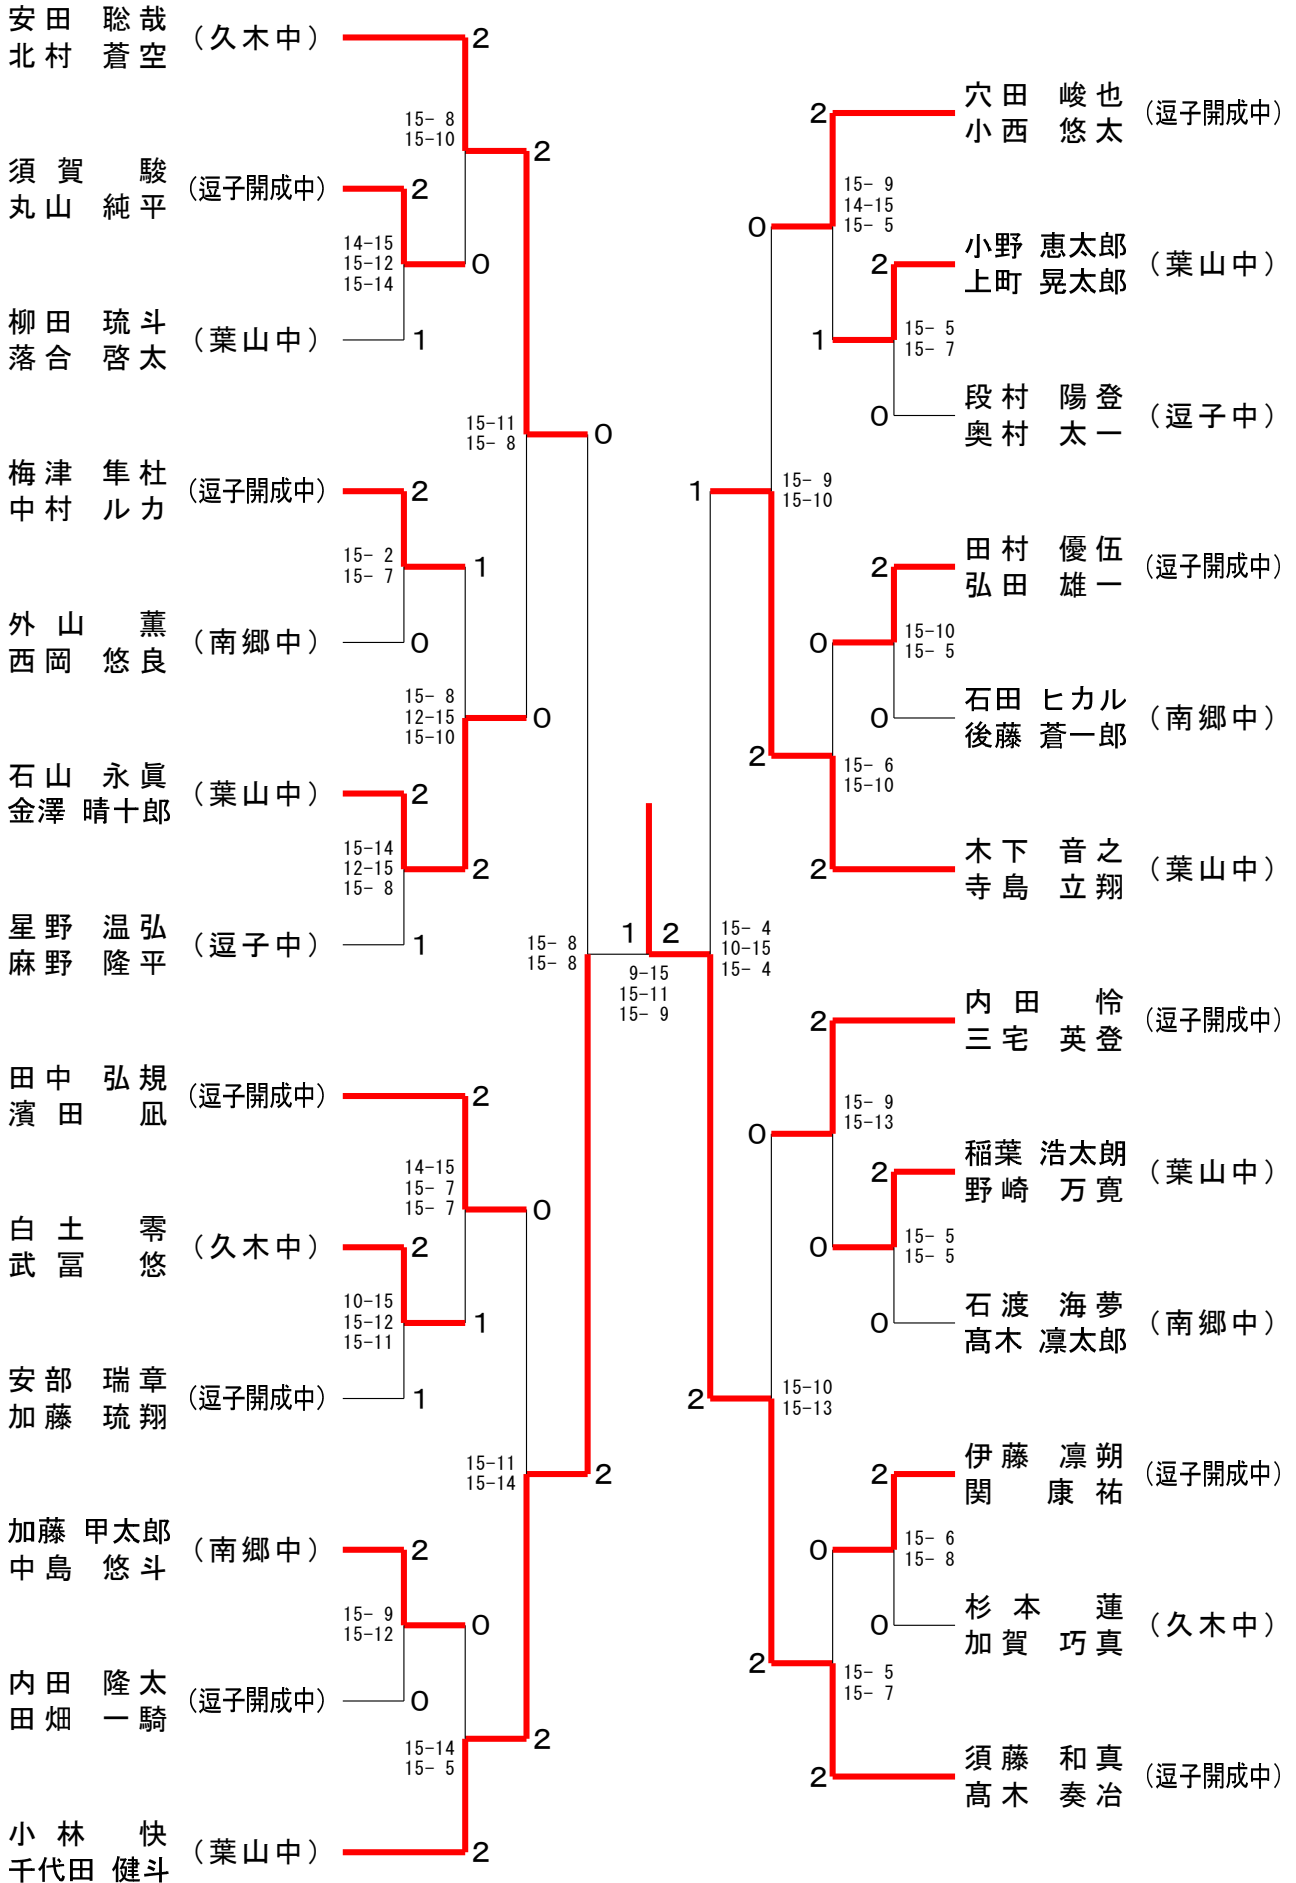 安田 聡哉
北村 蒼空
(久木中)
2
15- 8
15-10
2
須賀 駿
丸山 純平
(逗子開成中)
2
14-15
15-12
15-14
0
柳田 琉斗
落合 啓太
(葉山中)
1
15-11
15- 8
0
梅津 隼杜
中村 ルカ
(逗子開成中)
2
15- 2
15- 7
1
外山 薫
西岡 悠良
(南郷中)
0
15- 8
12-15
15-10
0
石山 永眞
金澤 晴十郎
(葉山中)
2
15-14
12-15
15- 8
2
星野 温弘
麻野 隆平
(逗子中)
1
15- 8
15- 8
田中 弘規
濱田 凪
(逗子開成中)
2
14-15
15- 7
15- 7
0
白土 零
武冨 悠
(久木中)
2
10-15
15-12
15-11
1
安部 瑞章
加藤 琉翔
(逗子開成中)
1
15-11
15-14
2
加藤 甲太郎
中島 悠斗
(南郷中)
2
15- 9
15-12
0
内田 隆太
田畑 一騎
(逗子開成中)
0
15-14
15- 5
2
小林 快
千代田 健斗
(葉山中)
2
1 2
9-15
15-11
15- 9
2
穴田 峻也
小西 悠太
(逗子開成中)
15- 9
14-15
15- 5
0
2
小野 恵太郎
上町 晃太郎
(葉山中)
1
15- 5
15- 7
0
段村 陽登
奥村 太一
(逗子中)
1
15- 9
15-10
2
田村 優伍
弘田 雄一
(逗子開成中)
0
15-10
15- 5
0
石田 ヒカル
後藤 蒼一郎
(南郷中)
2
15- 6
15-10
2
木下 音之
寺島 立翔
(葉山中)
15- 4
10-15
15- 4
2
内田 怜
三宅 英登
(逗子開成中)
0
15- 9
15-13
2
稲葉 浩太朗
野崎 万寛
(葉山中)
0
15- 5
15- 5
0
石渡 海夢
髙木 凛太郎
(南郷中)
2
15-10
15-13
2
伊藤 凛朔
関 康祐
(逗子開成中)
0
15- 6
15- 8
0
杉本 蓮
加賀 巧真
(久木中)
2
15- 5
15- 7
2
須藤 和真
髙木 奏冶
(逗子開成中)